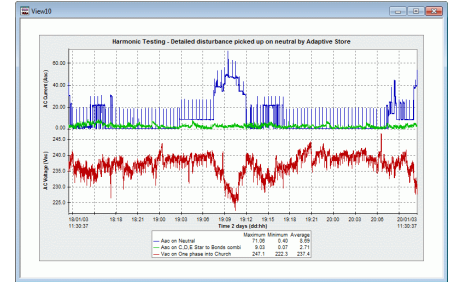 View10
Harmonic Testing - Detailed disturbance picked up on neutral by Adaptive Store
AC Current (Aac)
60.00
40.00
20.00
0.00
AC Voltage (Vac)
245.0
240.0
235.0
230.0
225.0
18/01/03 18:18 18:21 19:00 19:03 19:06 19:09 19:12 19:15 19:18 19:21 20:00 20:03 20:06 20/01/03
11:30:37 Time 2 days (dd:hh) 11:30:37
Maximum Minimum Average
Aac on Neutral 71.06 0.40 8.69
Aac on C,D,E Star to Bonds combi 9.03 0.07 2.71
Vac on One phase into Church 247.1 222.3 237.4